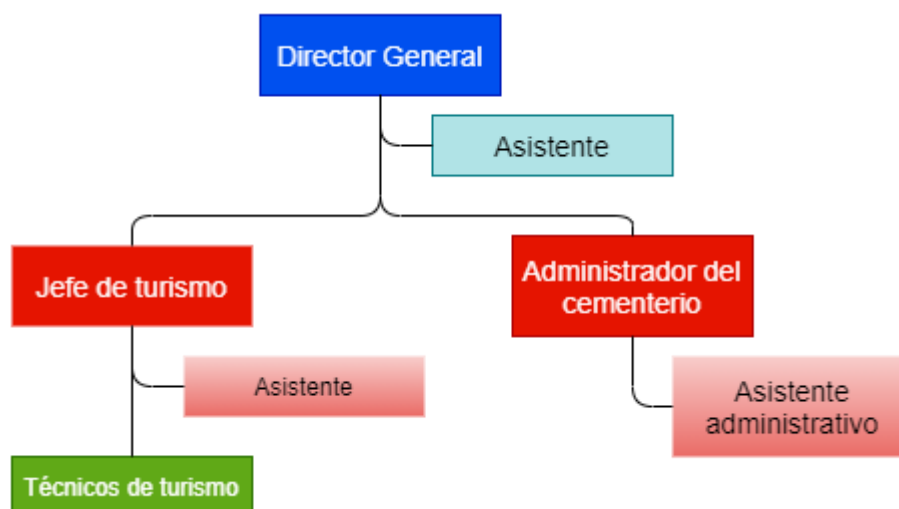 Director General
Asistente
Jefe de turismo
Administrador del
cementerio
Asistente
Asistente
administrativo
Técnicos de turismo